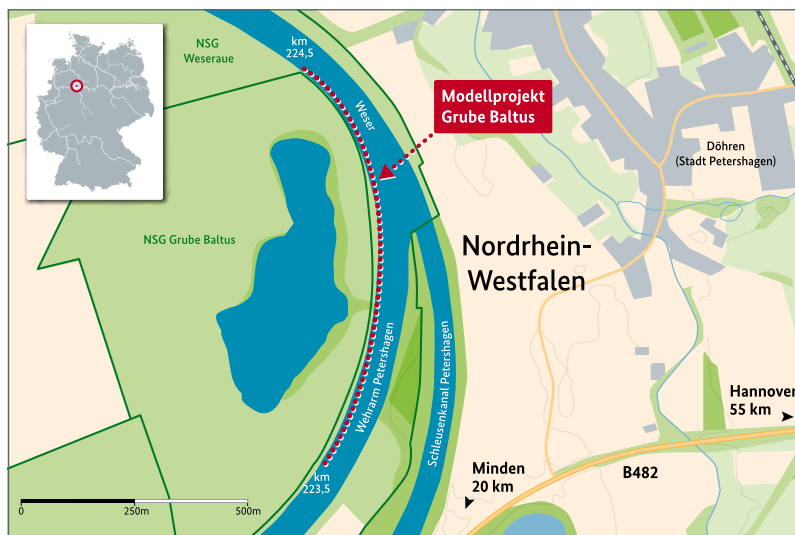 NSG
Weseraue
km
224,5
Weser
Modellprojekt
Grube Baltus
Döhren
(Stadt Petershagen)
NSG Grube Baltus
Nordrhein-
Westfalen
Wehrarm Petershagen
Schleusenkanal Petershagen
Hannover
55 km
km
223,5
Minden
20 km
B482
0
250m
500m